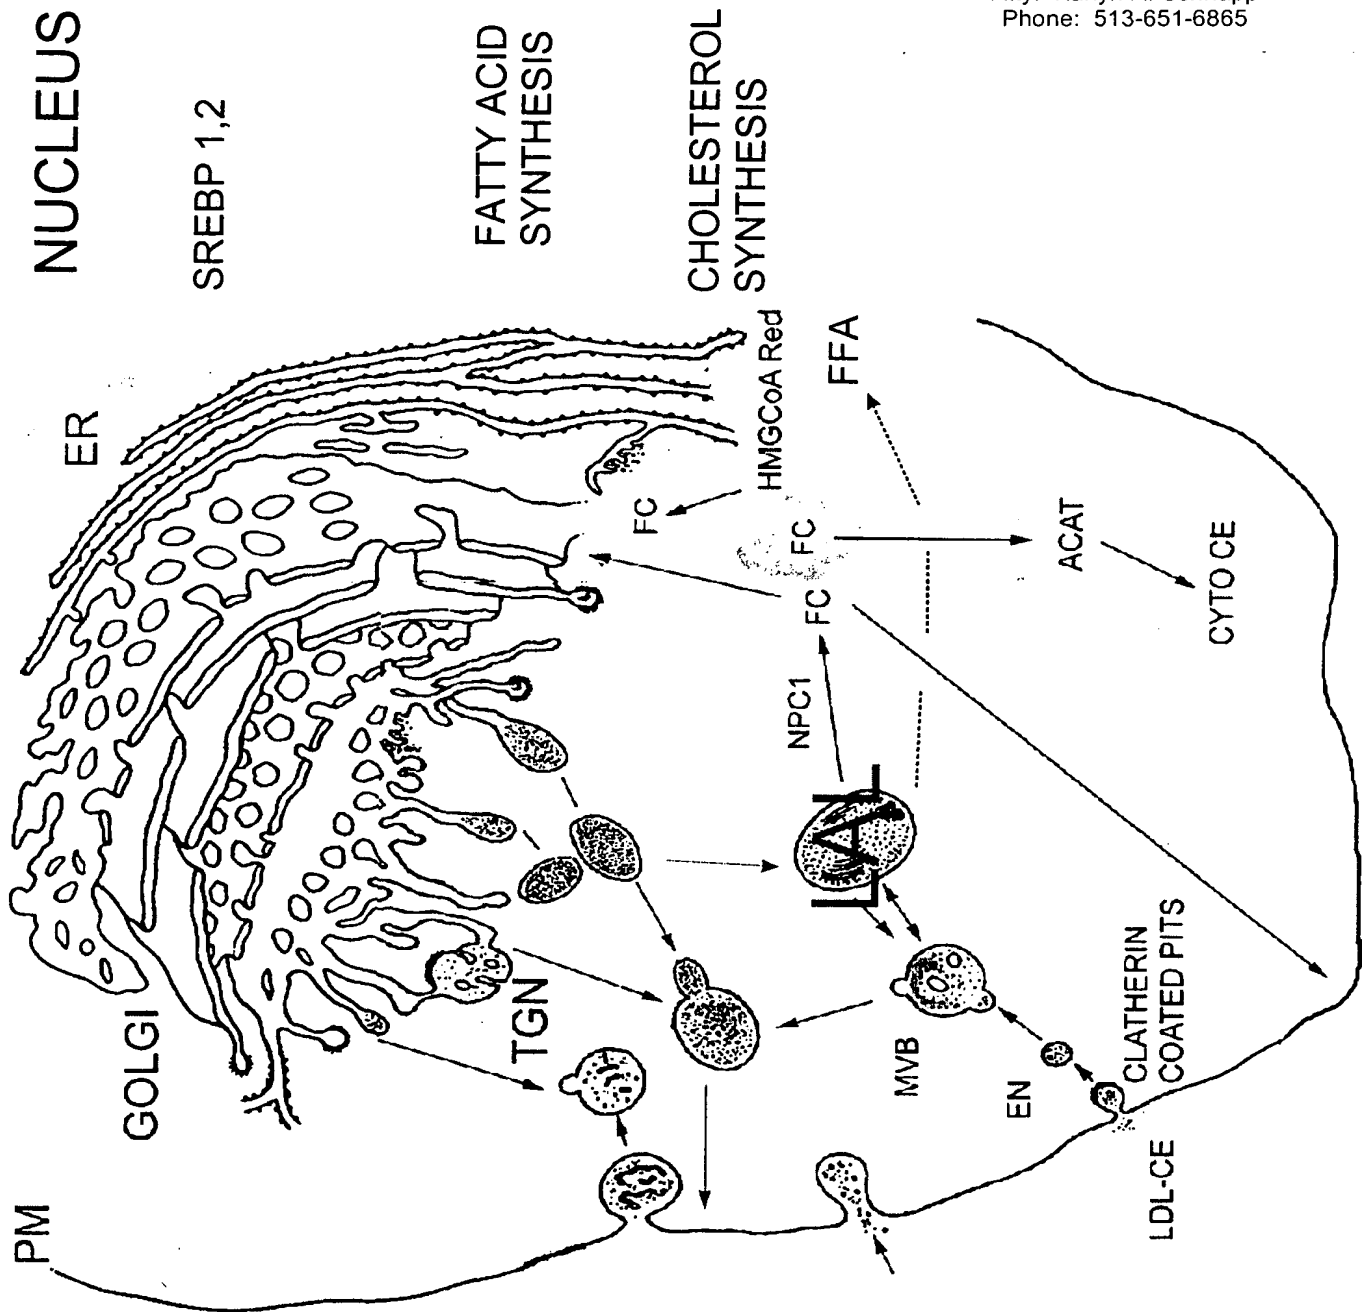 Phone: 513-651-6865
PM
NUCLEUS
ER
GOLGI
SREBP 1,2
FATTY ACID
SYNTHESIS
TGN
FC
CHOLESTEROL
SYNTHESIS
HMGCoA Red
NPC1
FC
FC
FFA
LAL
MVB
EN
ACAT
CLATHERIN
COATED PITS
LDL-CE
CYTO CE